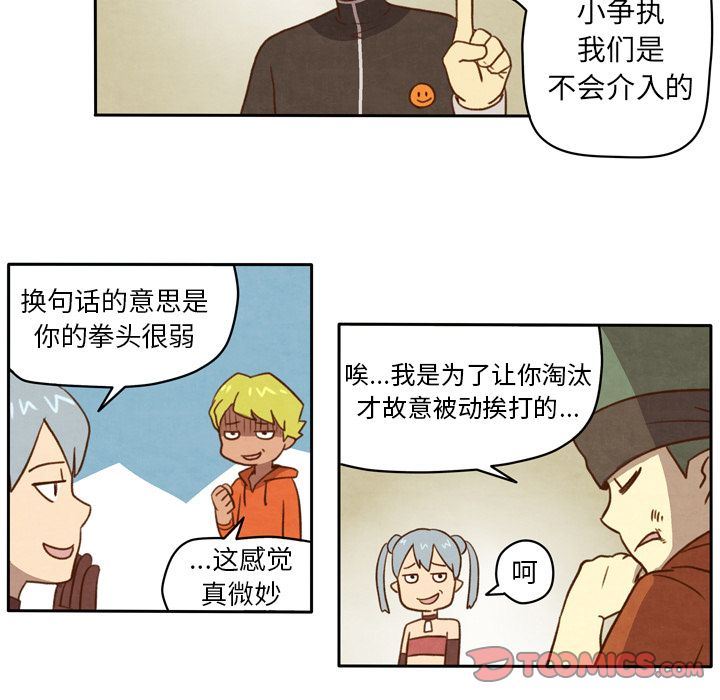 小争执
我们是
不会介入的
换句话的意思是
你的拳头很弱
...这感觉
真微妙
唉...我是为了让你淘汰
才故意被动挨打的...
呵
TOOMICS.com